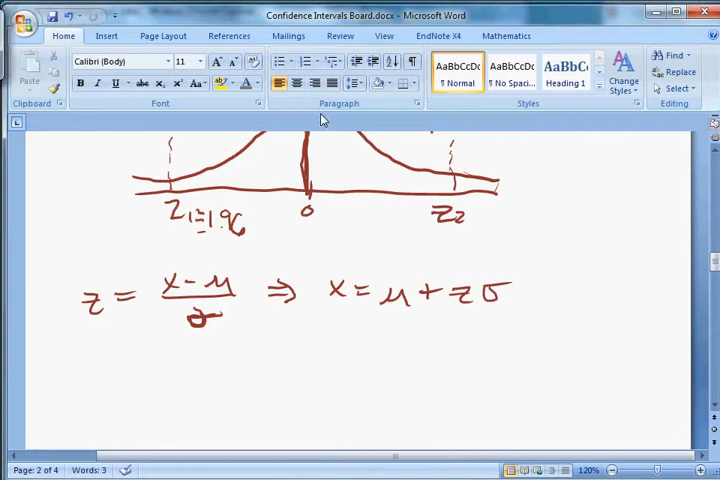 Confidence Intervals Board.docx - Microsoft Word
Home Insert Page Layout References Mailings Review View EndNote X4 Mathematics
Paste
Calibri (Body) 11
B I U
AaBbCcDc AaBbCcDc AaBbC
¶ Normal ¶ No Spaci... Heading 1
Change Styles
Find
Replace
Select
Clipboard Font Paragraph Styles Editing
Z1 = 1.96 0 Z2
z = (x - μ)/σ ⇒ x = μ + zσ
Page: 2 of 4 Words: 3 120%